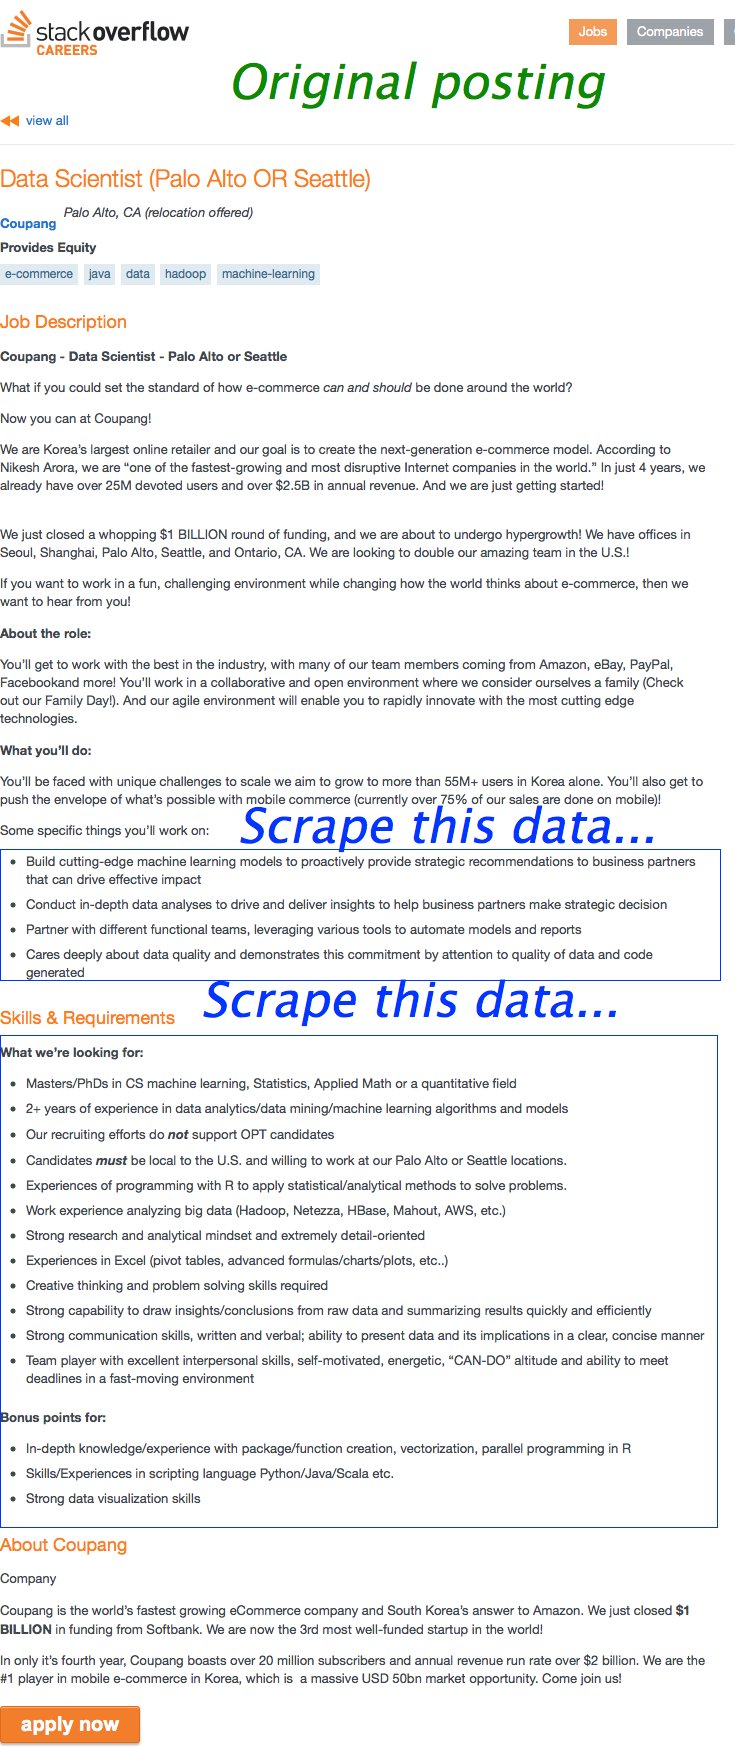 stackoverflow
CAREERS
Jobs
Companies
Original posting
view all
Data Scientist (Palo Alto OR Seattle)
Coupang
Palo Alto, CA (relocation offered)
Provides Equity
e-commerce java data hadoop machine-learning
Job Description
Coupang - Data Scientist - Palo Alto or Seattle
What if you could set the standard of how e-commerce can and should be done around the world?
Now you can at Coupang!
We are Korea's largest online retailer and our goal is to create the next-generation e-commerce model. According to
Nikesh Arora, we are “one of the fastest-growing and most disruptive Internet companies in the world.” In just 4 years, we
already have over 25M devoted users and over $2.5B in annual revenue. And we are just getting started!
We just closed a whopping $1 BILLION round of funding, and we are about to undergo hypergrowth! We have offices in
Seoul, Shanghai, Palo Alto, Seattle, and Ontario, CA. We are looking to double our amazing team in the U.S.!
If you want to work in a fun, challenging environment while changing how the world thinks about e-commerce, then we
want to hear from you!
About the role:
You'll get to work with the best in the industry, with many of our team members coming from Amazon, eBay, PayPal,
Facebookand more! You'll work in a collaborative and open environment where we consider ourselves a family (Check
out our Family Day!). And our agile environment will enable you to rapidly innovate with the most cutting edge
technologies.
What you'll do:
You'll be faced with unique challenges to scale we aim to grow to more than 55M+ users in Korea alone. You'll also get to
push the envelope of what's possible with mobile commerce (currently over 75% of our sales are done on mobile)!
Some specific things you'll work on:
Scrape this data...
• Build cutting-edge machine learning models to proactively provide strategic recommendations to business partners
that can drive effective impact
• Conduct in-depth data analyses to drive and deliver insights to help business partners make strategic decision
• Partner with different functional teams, leveraging various tools to automate models and reports
• Cares deeply about data quality and demonstrates this commitment by attention to quality of data and code
generated
Scrape this data...
Skills & Requirements
What we're looking for:
• Masters/PhDs in CS machine learning, Statistics, Applied Math or a quantitative field
• 2+ years of experience in data analytics/data mining/machine learning algorithms and models
• Our recruiting efforts do not support OPT candidates
• Candidates must be local to the U.S. and willing to work at our Palo Alto or Seattle locations.
• Experiences of programming with R to apply statistical/analytical methods to solve problems.
• Work experience analyzing big data (Hadoop, Netezza, HBase, Mahout, AWS, etc.)
• Strong research and analytical mindset and extremely detail-oriented
• Experiences in Excel (pivot tables, advanced formulas/charts/plots, etc..)
• Creative thinking and problem solving skills required
• Strong capability to draw insights/conclusions from raw data and summarizing results quickly and efficiently
• Strong communication skills, written and verbal; ability to present data and its implications in a clear, concise manner
• Team player with excellent interpersonal skills, self-motivated, energetic, “CAN-DO” altitude and ability to meet
deadlines in a fast-moving environment
Bonus points for:
• In-depth knowledge/experience with package/function creation, vectorization, parallel programming in R
• Skills/Experiences in scripting language Python/Java/Scala etc.
• Strong data visualization skills
About Coupang
Company
Coupang is the world's fastest growing eCommerce company and South Korea's answer to Amazon. We just closed $1
BILLION in funding from Softbank. We are now the 3rd most well-funded startup in the world!
In only it's fourth year, Coupang boasts over 20 million subscribers and annual revenue run rate over $2 billion. We are the
#1 player in mobile e-commerce in Korea, which is a massive USD 50bn market opportunity. Come join us!
apply now